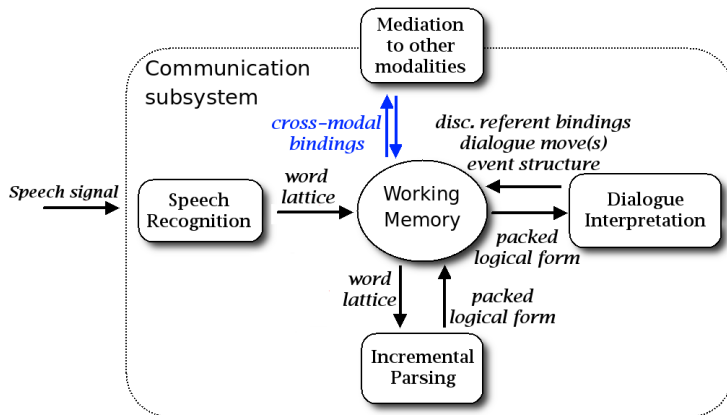 Mediation
to other
modalities
Communication
subsystem
cross-modal
bindings
disc. referent bindings
dialogue move(s)
event structure
Speech signal
Speech
Recognition
word
lattice
Working
Memory
Dialogue
Interpretation
packed
logical form
word
lattice
packed
logical form
Incremental
Parsing